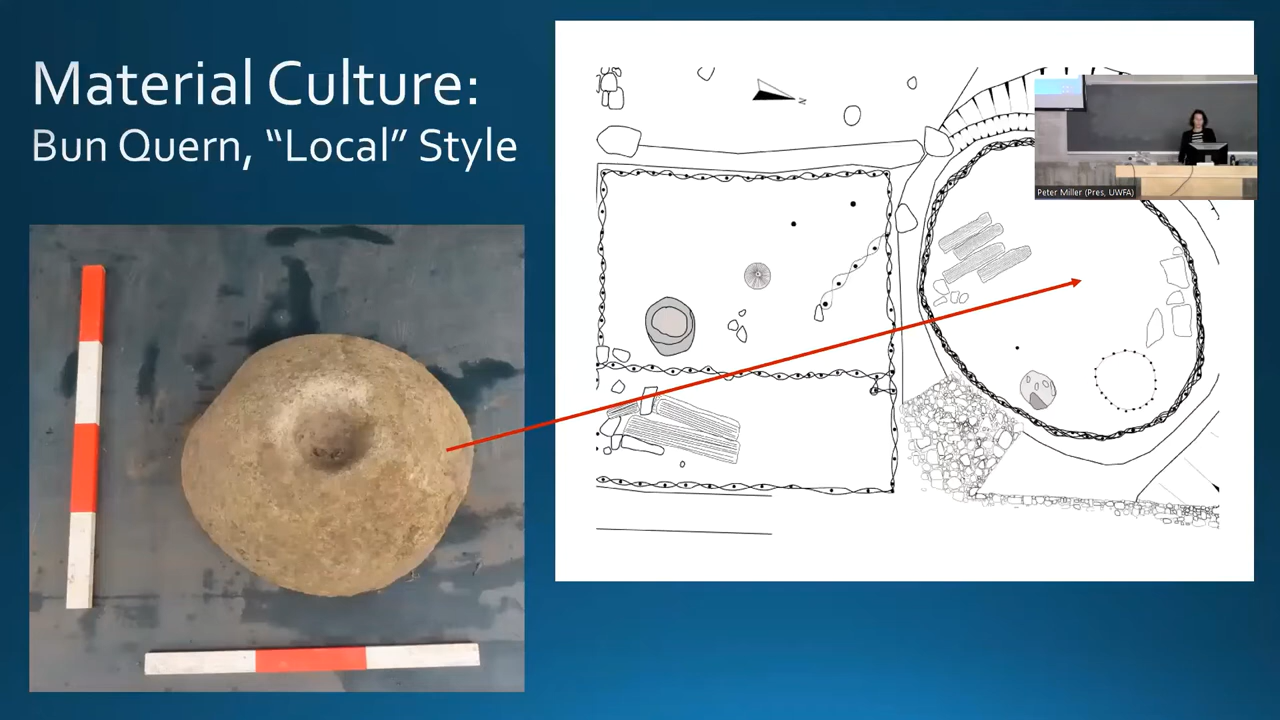 Material Culture:
Bun Quern, “Local” Style
N
Peter Miller (Pres, UWFA)